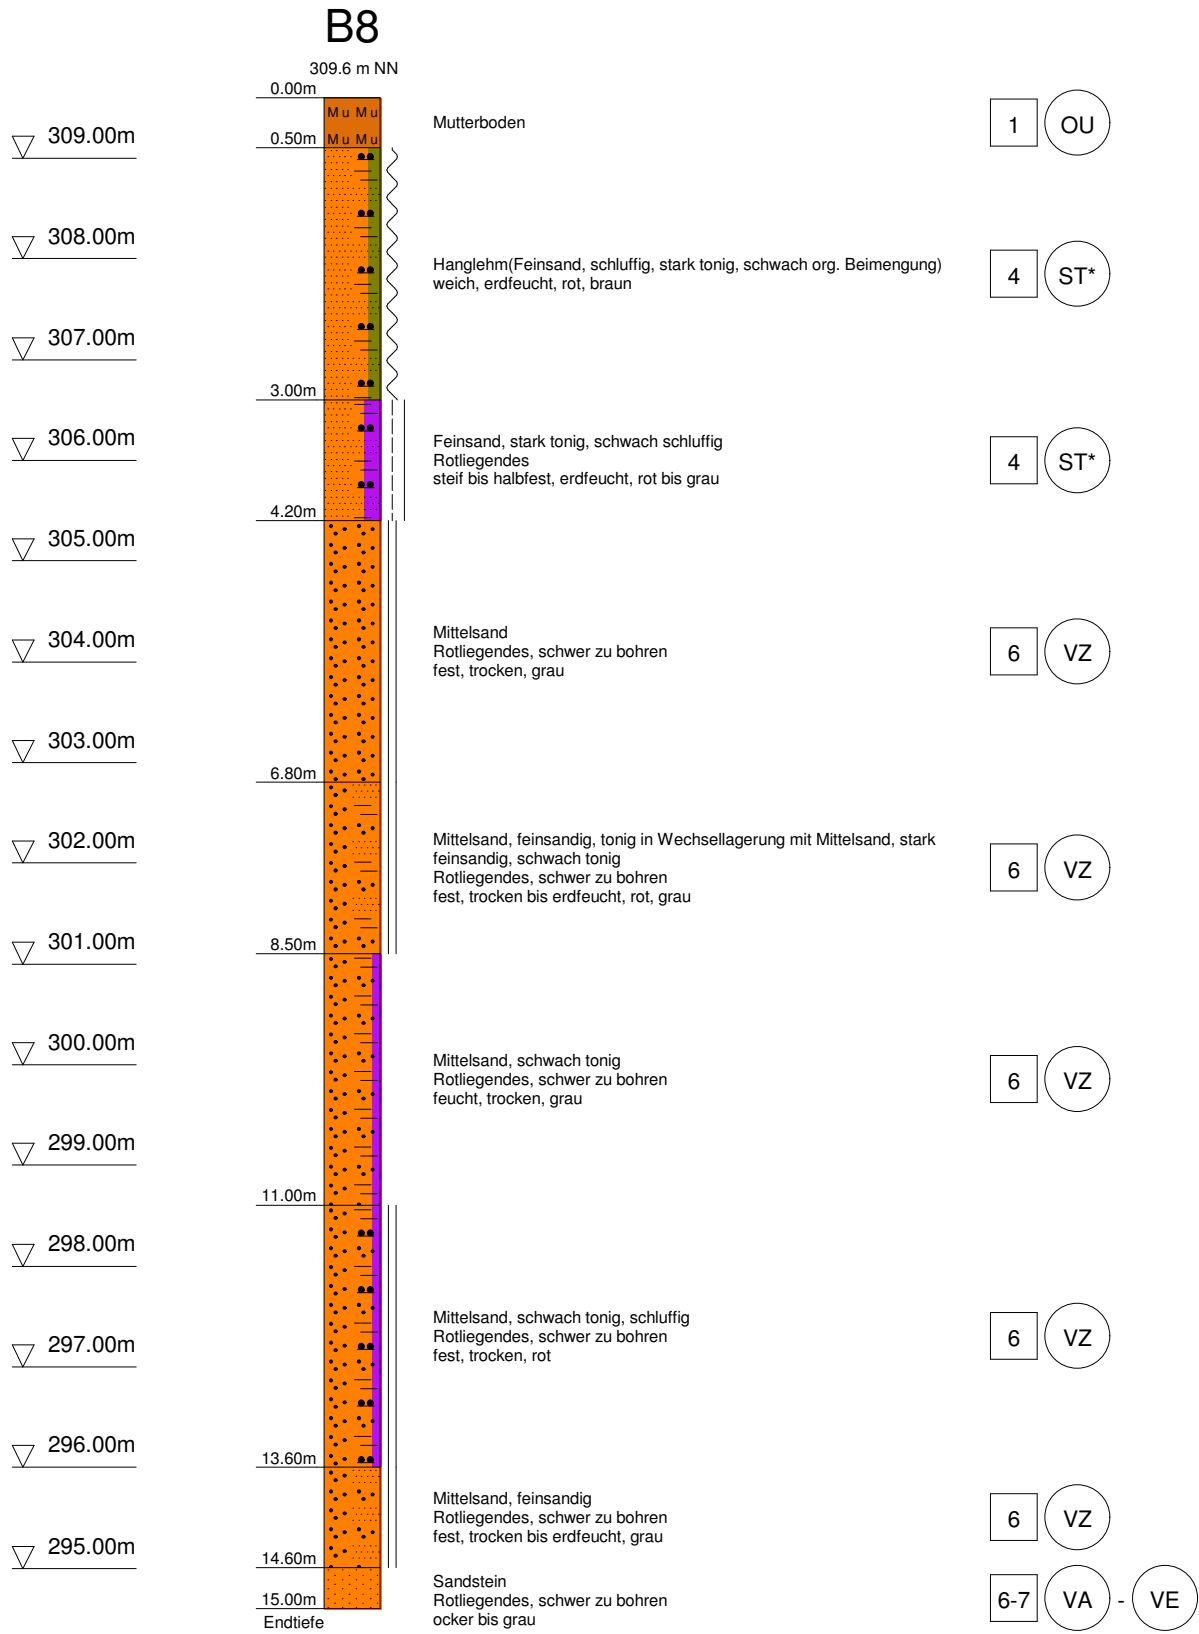 B8
309.6 m NN
0.00m
Mu Mu
Mutterboden
1 OU
309.00m
0.50m
Mu Mu
308.00m
Hanglehm(Feinsand, schluffig, stark tonig, schwach org. Beimengung)
weich, erdfeucht, rot, braun
4 ST*
307.00m
3.00m
306.00m
Feinsand, stark tonig, schwach schluffig
Rotliegendes
steif bis halbfest, erdfeucht, rot bis grau
4 ST*
4.20m
305.00m
304.00m
Mittelsand
Rotliegendes, schwer zu bohren
fest, trocken, grau
6 VZ
303.00m
6.80m
302.00m
Mittelsand, feinsandig, tonig in Wechsellagerung mit Mittelsand, stark
feinsandig, schwach tonig
Rotliegendes, schwer zu bohren
fest, trocken bis erdfeucht, rot, grau
6 VZ
301.00m
8.50m
300.00m
Mittelsand, schwach tonig
Rotliegendes, schwer zu bohren
feucht, trocken, grau
6 VZ
299.00m
11.00m
298.00m
Mittelsand, schwach tonig, schluffig
Rotliegendes, schwer zu bohren
fest, trocken, rot
6 VZ
297.00m
296.00m
13.60m
Mittelsand, feinsandig
Rotliegendes, schwer zu bohren
fest, trocken bis erdfeucht, grau
6 VZ
295.00m
14.60m
Sandstein
Rotliegendes, schwer zu bohren
ocker bis grau
6-7 VA - VE
15.00m
Endtiefe